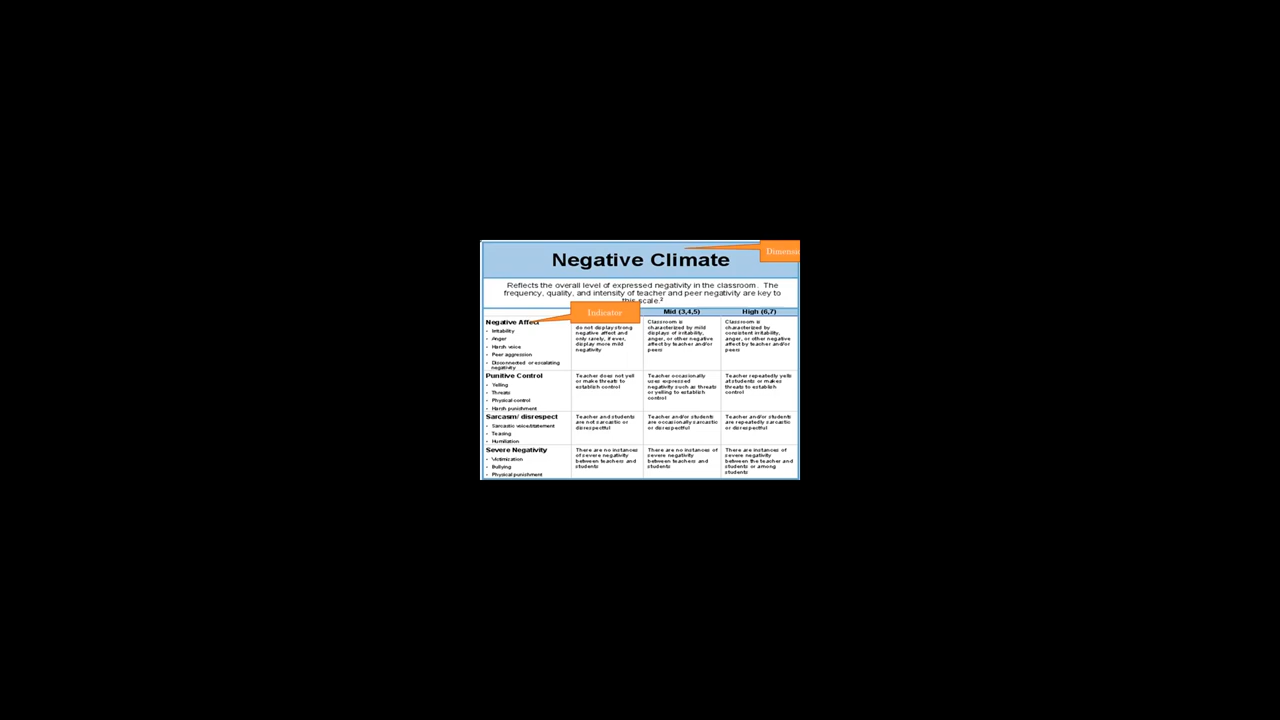 Negative Climate
Dimens
Reflects the overall level of expressed negativity in the classroom. The
frequency, quality, and intensity of teacher and peer negativity are key to
this scale.²
Indicator
Mid (3,4,5)
High (6,7)
Negative Affect
• Irritability
• Anger
• Harsh voice
• Peer aggression
• Disconnected or escalating
negativity
do not display strong
negative affect and
only rarely, if ever,
display more mild
negativity
Classroom is
characterized by mild
displays of irritability,
anger, or other negative
affect by teacher and/or
peers
Classroom is
characterized by
consistent irritability,
anger, or other negative
affect by teacher and/or
peers
Punitive Control
• Yelling
• Threats
• Physical control
• Harsh punishment
Teacher does not yell
or make threats to
establish control
Teacher occasionally
uses expressed
negativity such as threats
or yelling to establish
control
Teacher repeatedly yells
at students or makes
threats to establish
control
Sarcasm/ disrespect
• Sarcastic voice/statement
• Teasing
• Humiliation
Teacher and students
are not sarcastic or
disrespectful
Teacher and/or students
are occasionally sarcastic
or disrespectful
Teacher and/or students
are repeatedly sarcastic
or disrespectful
Severe Negativity
• Victimization
• Bullying
• Physical punishment
There are no instances
of severe negativity
between teachers and
students
There are no instances of
severe negativity
between teachers and
students
There are instances of
severe negativity
between the teacher and
students or among
students